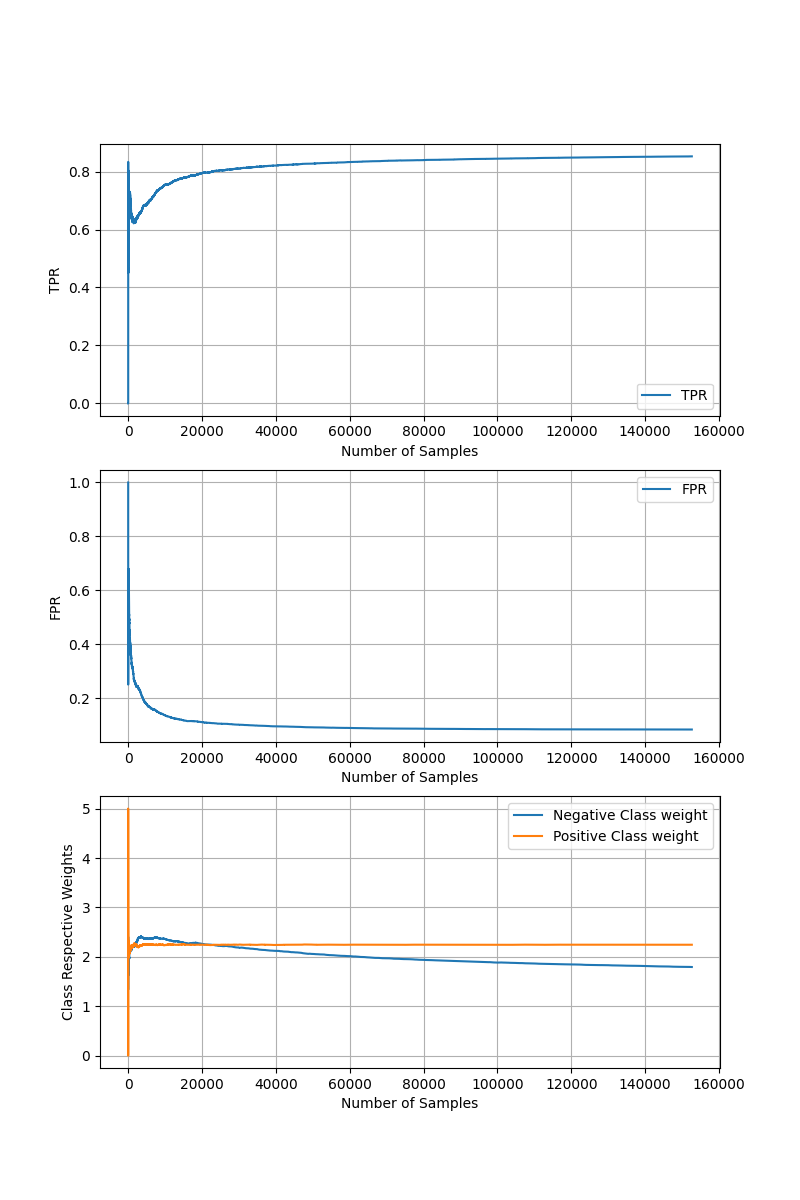 0.8
0.6
0.4
0.2
0.0
TPR
TPR
0 20000 40000 60000 80000 100000 120000 140000 160000
Number of Samples
1.0
0.8
0.6
0.4
0.2
FPR
FPR
0 20000 40000 60000 80000 100000 120000 140000 160000
Number of Samples
5
4
3
2
1
0
Class Respective Weights
Negative Class weight
Positive Class weight
0 20000 40000 60000 80000 100000 120000 140000 160000
Number of Samples